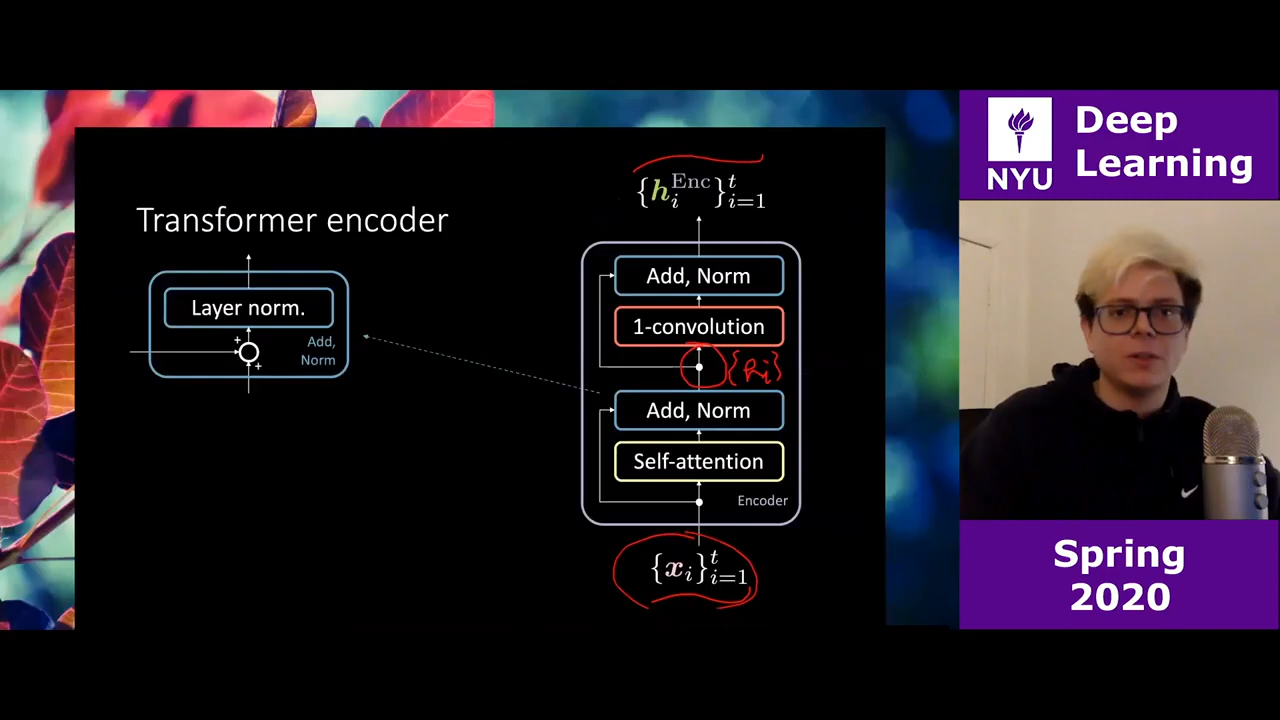 Transformer encoder
Layer norm.
+
+
Add,
Norm
{h_i^Enc}_{i=1}^t
Add, Norm
1-convolution
{h_i}
Add, Norm
Self-attention
Encoder
{x_i}_{i=1}^t
NYU
Deep
Learning
Spring
2020